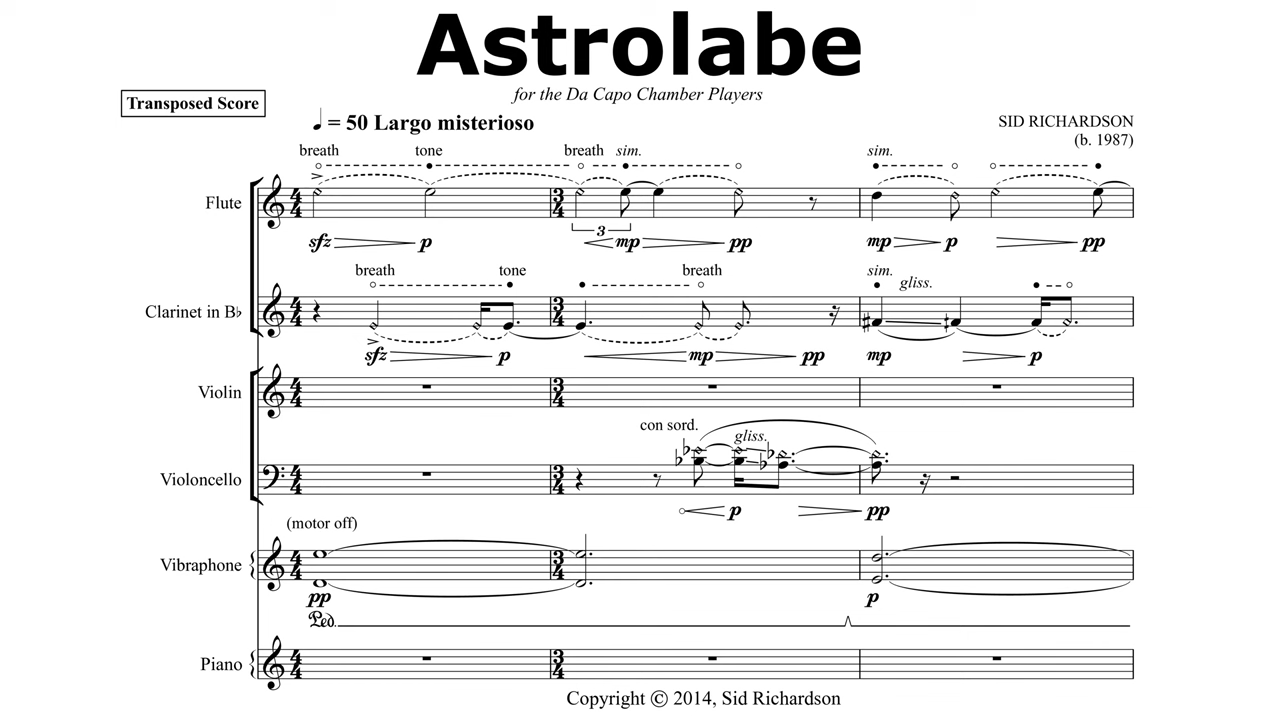 Astrolabe
for the Da Capo Chamber Players
Transposed Score
= 50 Largo misterioso
SID RICHARDSON
(b. 1987)
breath tone breath sim. sim.
Flute
3
sfz p mp pp mp p pp
breath tone breath sim.
gliss.
Clarinet in B♭
sfz p mp pp mp p
Violin
con sord. gliss.
Violoncello
p pp
(motor off)
Vibraphone
pp p
Ped.
Piano
Copyright © 2014, Sid Richardson